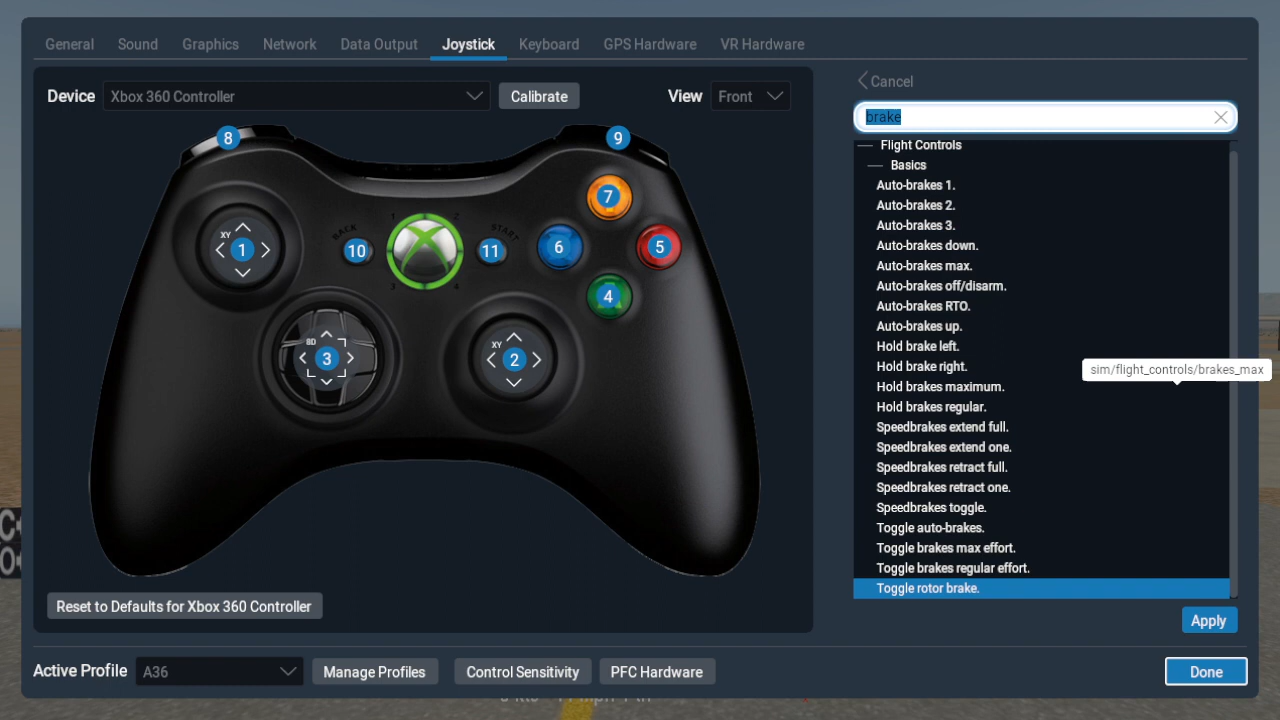 General Sound Graphics Network Data Output Joystick Keyboard GPS Hardware VR Hardware
Device Xbox 360 Controller Calibrate View Front
Cancel
brake
8 9
7
XY 1 BACK 10 START 11 6 5
4
BD 3 XY 2
Flight Controls
Basics
Auto-brakes 1.
Auto-brakes 2.
Auto-brakes 3.
Auto-brakes down.
Auto-brakes max.
Auto-brakes off/disarm.
Auto-brakes RTO.
Auto-brakes up.
Hold brake left.
Hold brake right.
sim/flight_controls/brakes_max
Hold brakes maximum.
Hold brakes regular.
Speedbrakes extend full.
Speedbrakes extend one.
Speedbrakes retract full.
Speedbrakes retract one.
Speedbrakes toggle.
Toggle auto-brakes.
Toggle brakes max effort.
Toggle brakes regular effort.
Toggle rotor brake.
Reset to Defaults for Xbox 360 Controller
Apply
Active Profile A36 Manage Profiles Control Sensitivity PFC Hardware Done